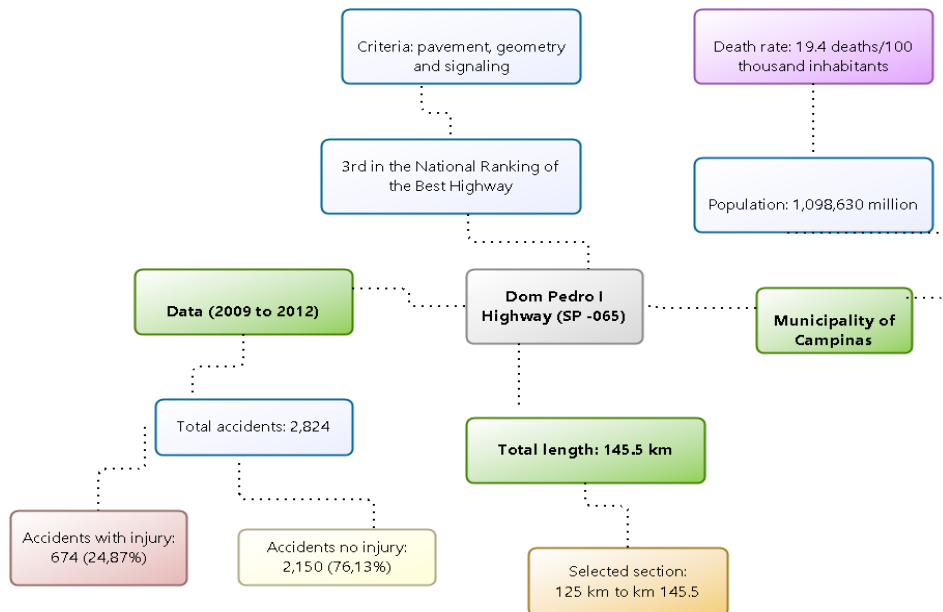 Criteria: pavement, geometry
and signaling
Death rate: 19.4 deaths/100
thousand inhabitants
3rd in the National Ranking of
the Best Highway
Population: 1,098,630 million
Data (2009 to 2012)
Dom Pedro I
Highway (SP -065)
Municipality of
Campinas
Total accidents: 2,824
Total length: 145.5 km
Accidents with injury:
674 (24,87%)
Accidents no injury:
2,150 (76,13%)
Selected section:
125 km to km 145.5